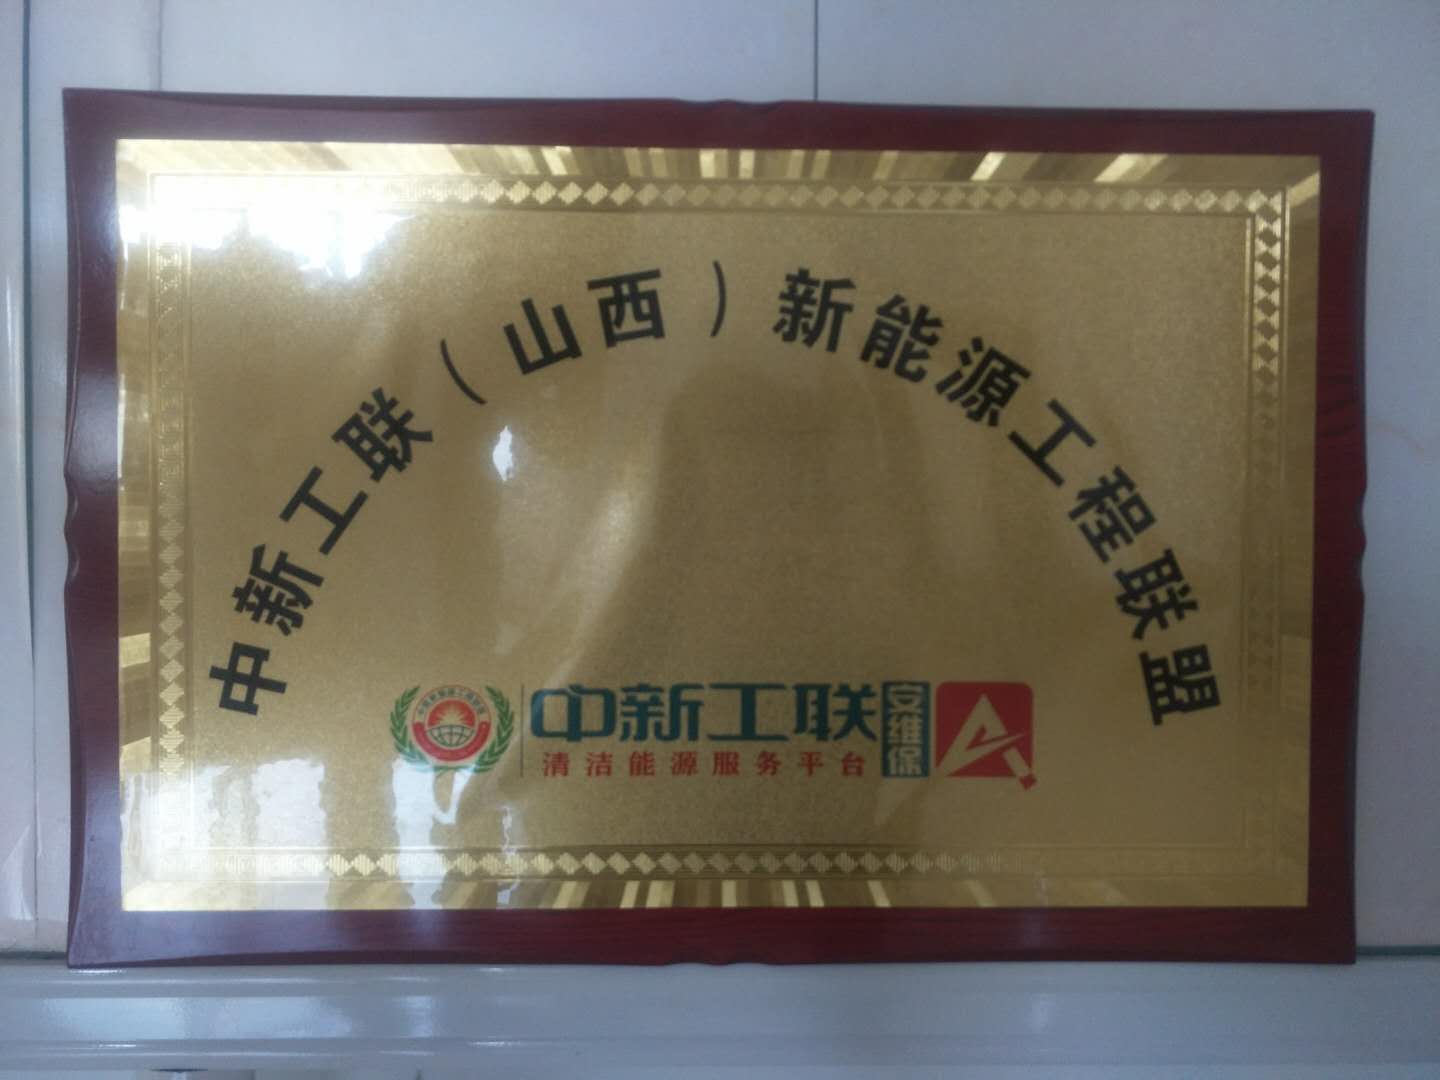 中新工联（山西）新能源工程联盟
中新工联
清洁能源服务平台
安维保